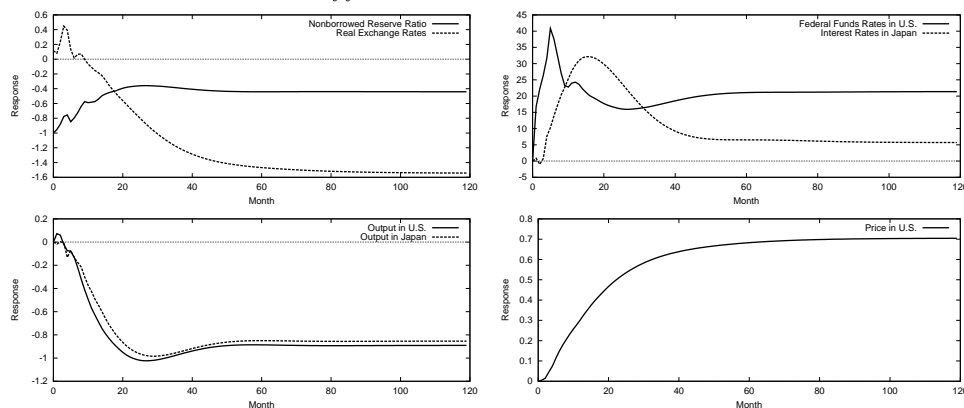 Nonborrowed Reserve Ratio
Real Exchange Rates
0.6
0.4
0.2
0
-0.2
-0.4
-0.6
-0.8
-1
-1.2
-1.4
-1.6
Response
0 20 40 60 80 100 120
Month
Federal Funds Rates in U.S.
Interest Rates in Japan
45
40
35
30
25
20
15
10
5
0
-5
Response
0 20 40 60 80 100 120
Month
Output in U.S.
Output in Japan
0.2
0
-0.2
-0.4
-0.6
-0.8
-1
-1.2
Response
0 20 40 60 80 100 120
Month
Price in U.S.
0.8
0.7
0.6
0.5
0.4
0.3
0.2
0.1
0
Response
0 20 40 60 80 100 120
Month